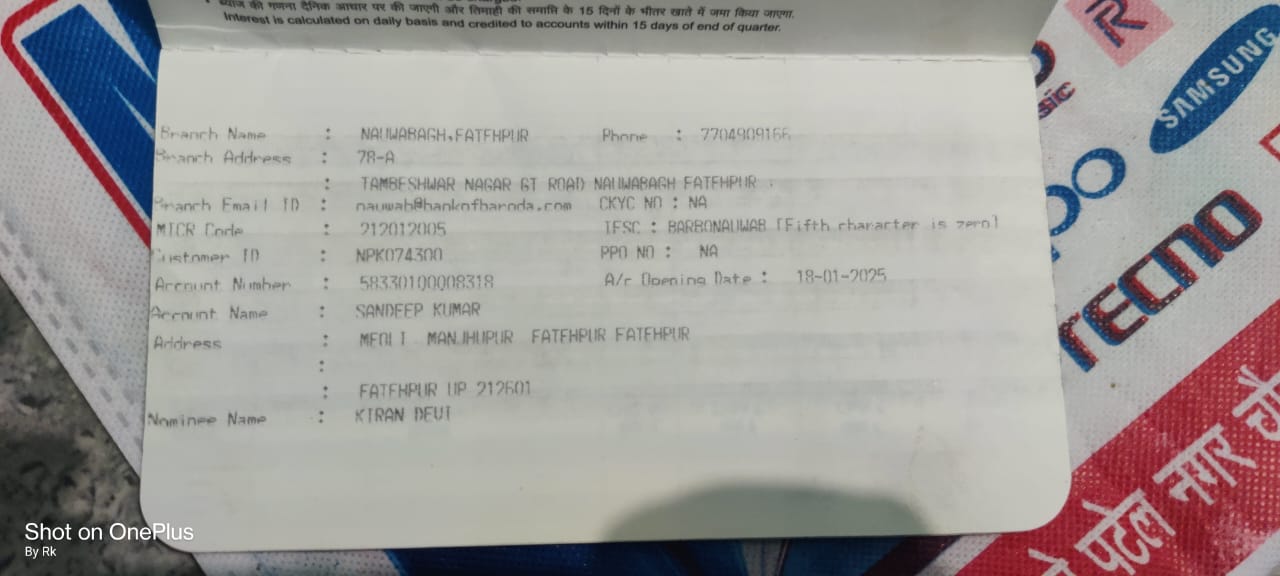 ब्याज की गणना दैनिक आधार पर की जाएगी और तिमाही की समाप्ति के 15 दिनों के भीतर खाते में जमा किया जाएगा.
Interest is calculated on daily basis and credited to accounts within 15 days of end of quarter.
Branch Name : NAUWABAGH,FATEHPUR Phone : 7704909166
Branch Address : 78-A
: TAMBESHWAR NAGAR GT ROAD NAUWABAGH FATEHPUR .
Branch Email ID : nauwab@bankofbaroda.com CKYC NO : NA
MICR Code : 212012005 IFSC : BARB0NAUWAB [Fifth character is zero]
Customer ID : NPK074300 PPO NO : NA
Account Number : 58330100008318 A/c Opening Date : 18-01-2025
Account Name : SANDEEP KUMAR
Address : MEOLI MANJHUPUR FATEHPUR FATEHPUR
:
: FATEHPUR UP 212601
Nominee Name : KIRAN DEVI
SAMSUNG
TECNO
पटेल नगर
Shot on OnePlus
By Rk